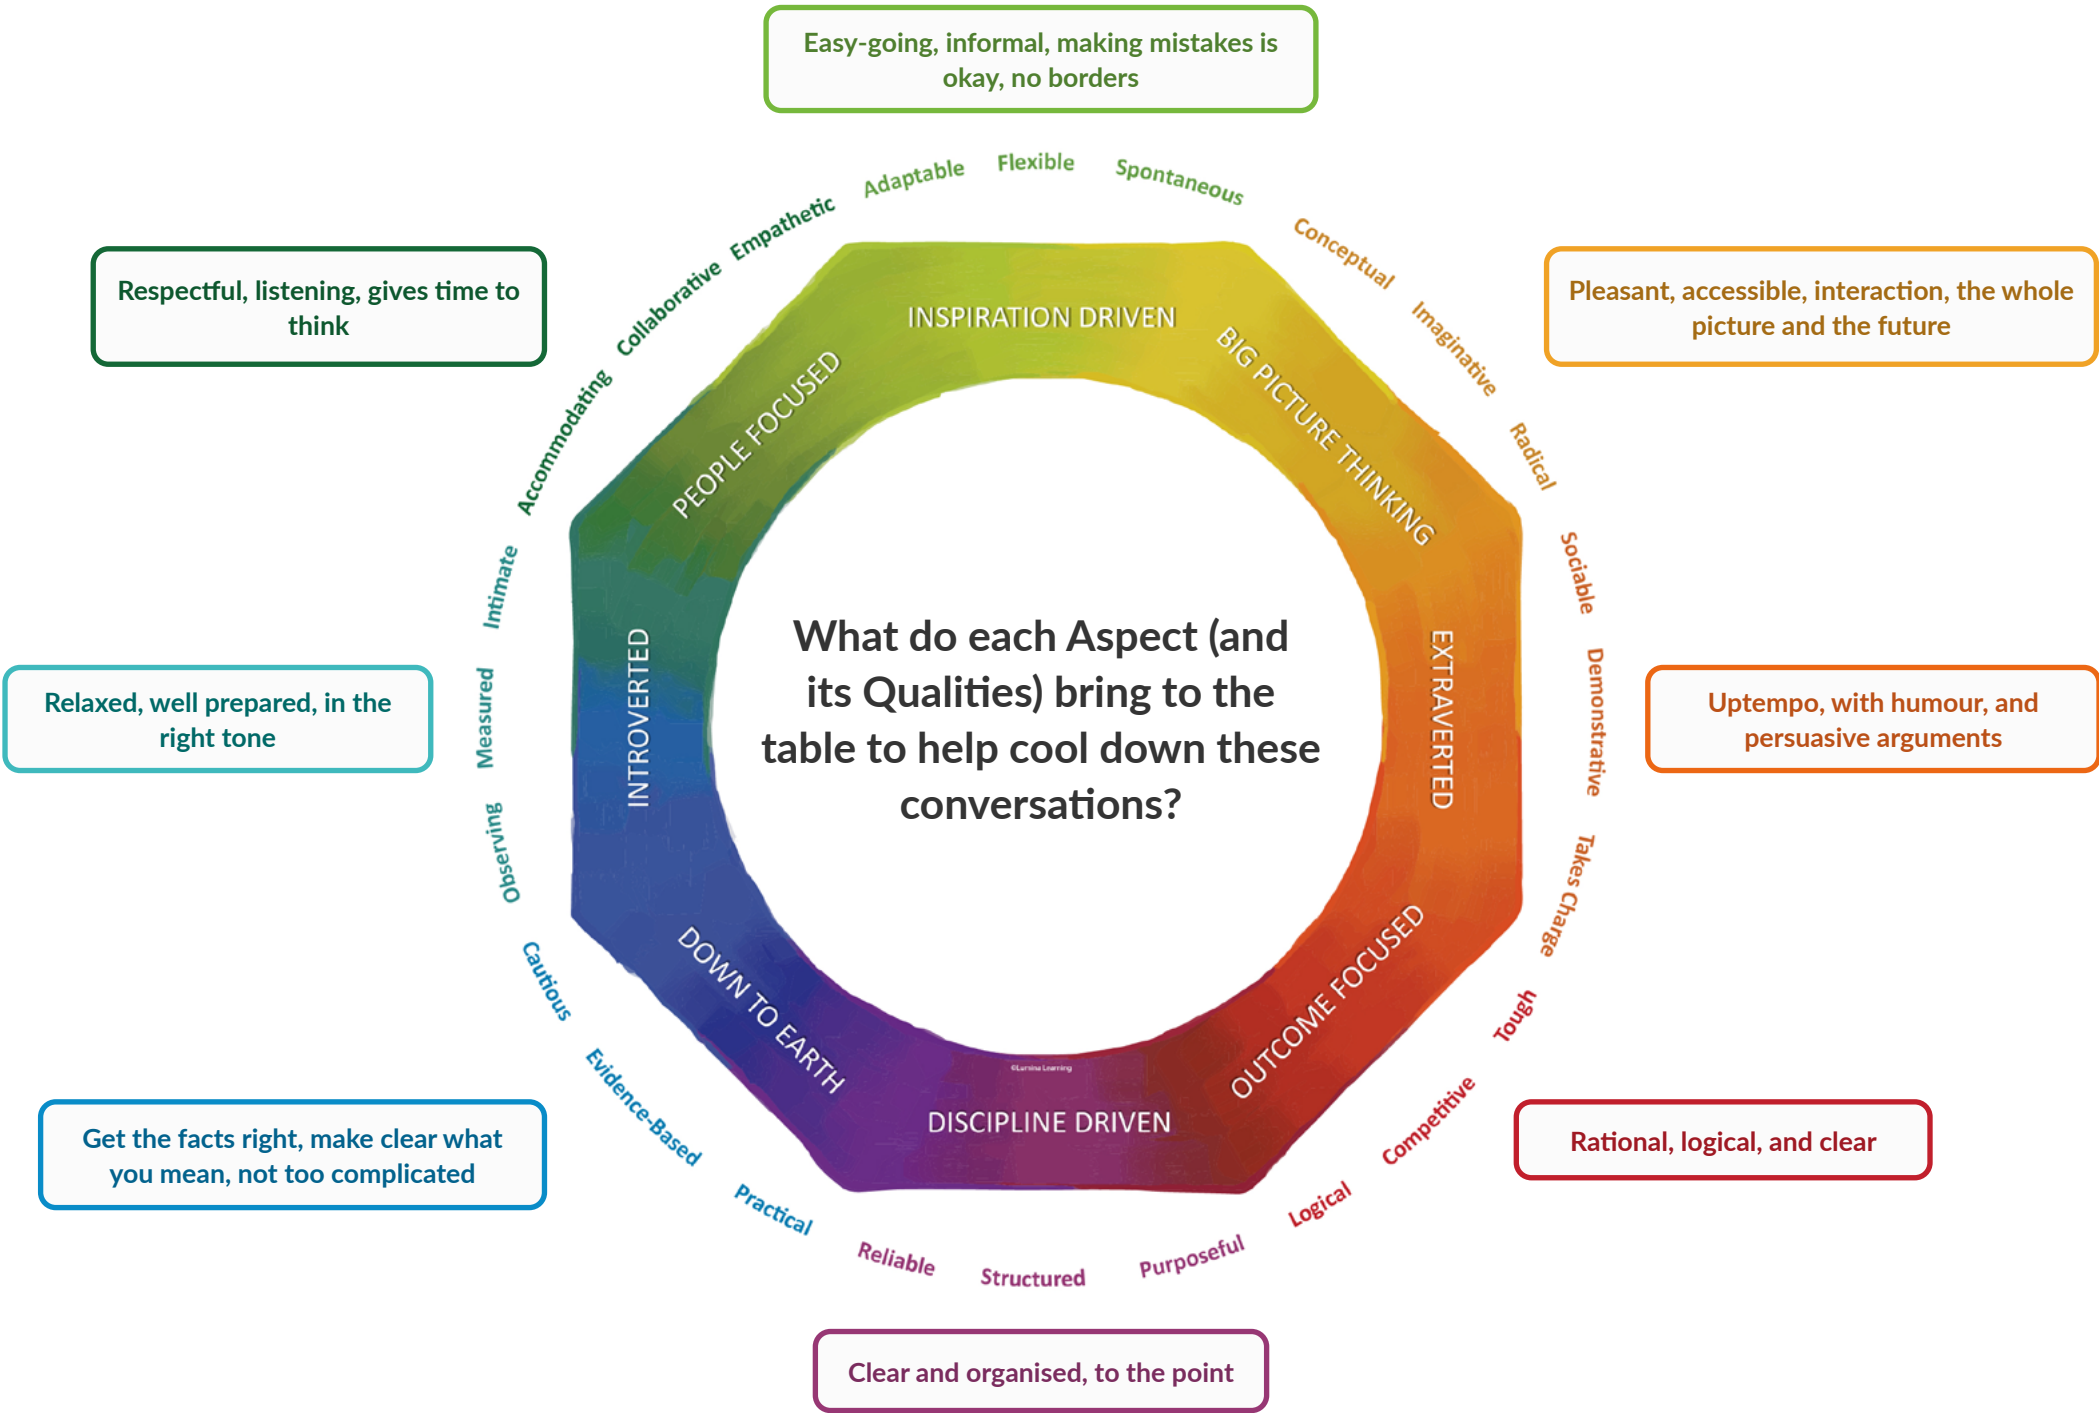 Easy-going, informal, making mistakes is
okay, no borders
Adaptable
Flexible
Spontaneous
Empathetic
Collaborative
Accommodating
Conceptual
Imaginative
Radical
Respectful, listening, gives time to
think
Pleasant, accessible, interaction, the whole
picture and the future
INSPIRATION DRIVEN
PEOPLE FOCUSED
BIG PICTURE THINKING
Intimate
Measured
Observing
Sociable
Demonstrative
Takes Charge
INTROVERTED
EXTRAVERTED
What do each Aspect (and
its Qualities) bring to the
table to help cool down these
conversations?
Relaxed, well prepared, in the
right tone
Uptempo, with humour, and
persuasive arguments
DOWN TO EARTH
OUTCOME FOCUSED
DISCIPLINE DRIVEN
©Lumina Learning
Cautious
Evidence-Based
Practical
Tough
Competitive
Logical
Get the facts right, make clear what
you mean, not too complicated
Rational, logical, and clear
Reliable
Structured
Purposeful
Clear and organised, to the point